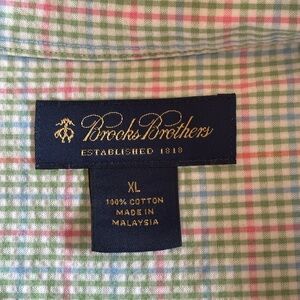 Brooks Brothers
ESTABLISHED 1818
XL
100% COTTON
MADE IN
MALAYSIA